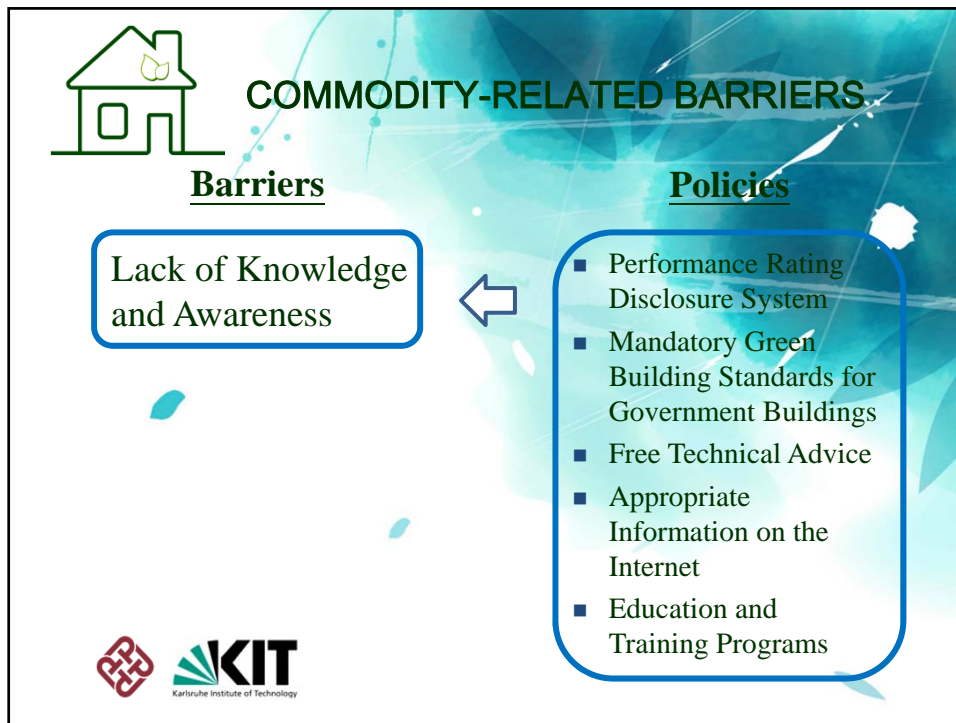 COMMODITY-RELATED BARRIERS
Barriers
Lack of Knowledge
and Awareness
Policies
Performance Rating
Disclosure System
Mandatory Green
Building Standards for
Government Buildings
Free Technical Advice
Appropriate
Information on the
Internet
Education and
Training Programs
KIT
Karlsruhe Institute of Technology